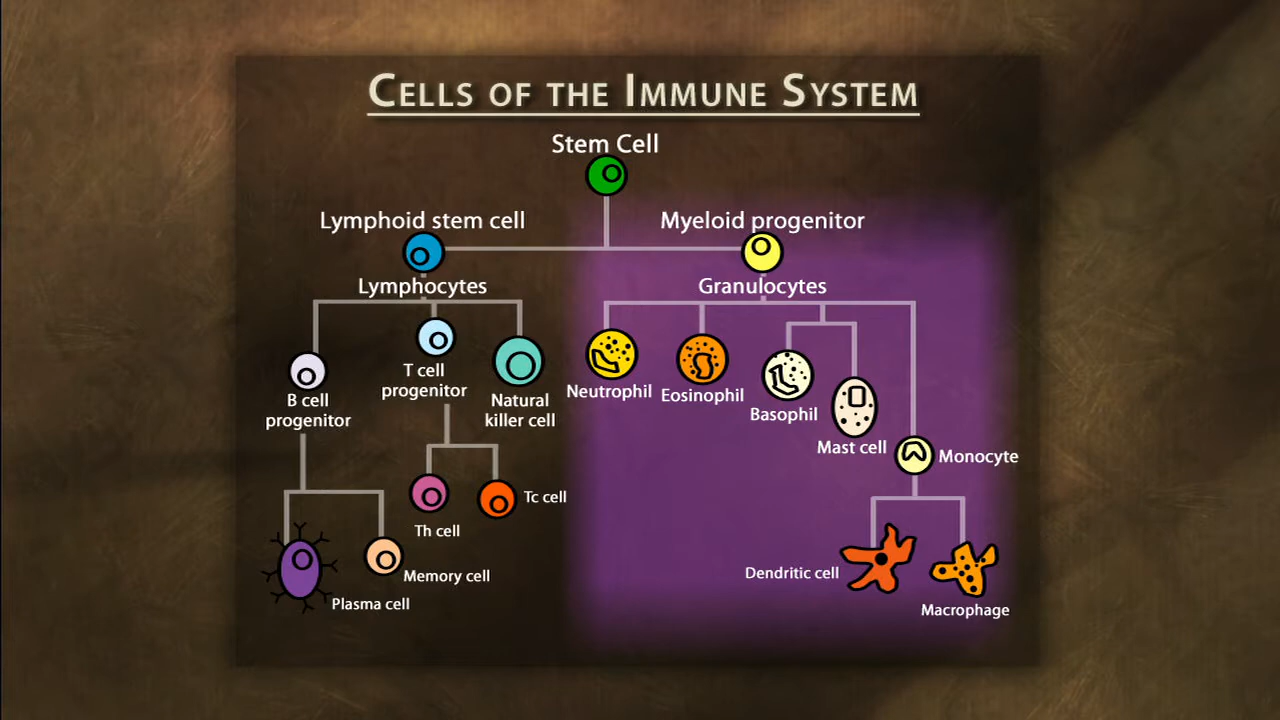 CELLS OF THE IMMUNE SYSTEM
Stem Cell
Lymphoid stem cell
Myeloid progenitor
Lymphocytes
Granulocytes
B cell
progenitor
T cell
progenitor
Natural
killer cell
Neutrophil
Eosinophil
Basophil
Mast cell
Monocyte
Th cell
Tc cell
Plasma cell
Memory cell
Dendritic cell
Macrophage